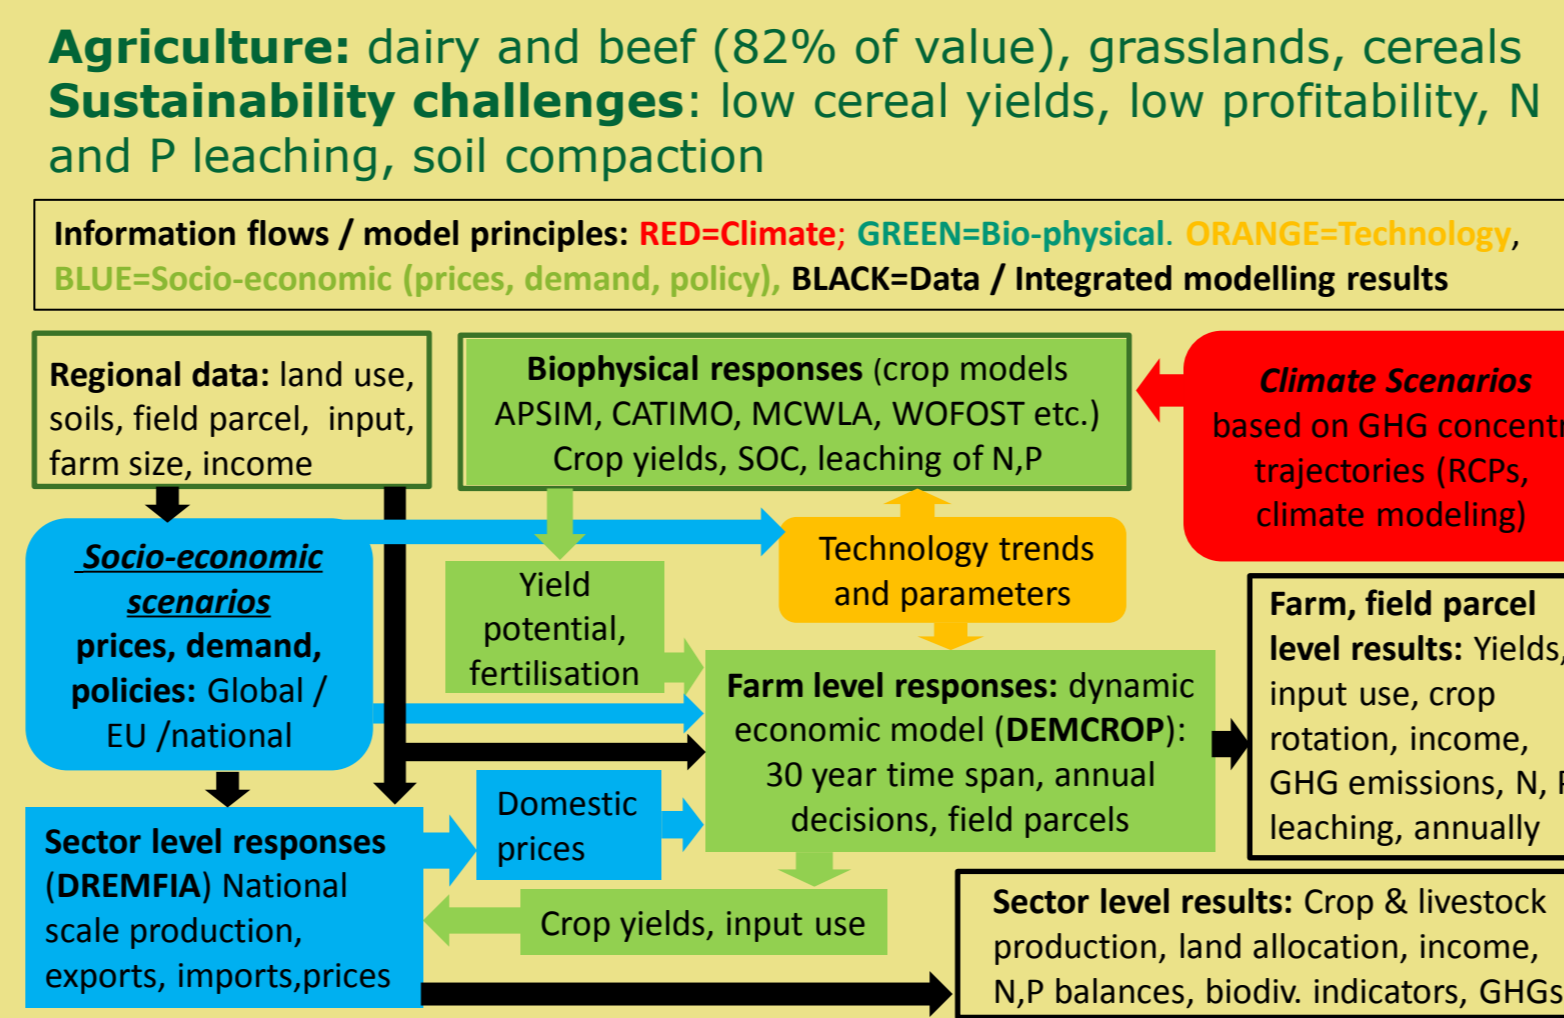 Agriculture: dairy and beef (82% of value), grasslands, cereals
Sustainability challenges: low cereal yields, low profitability, N
and P leaching, soil compaction
Information flows / model principles: RED=Climate; GREEN=Bio-physical. ORANGE=Technology,
BLUE=Socio-economic (prices, demand, policy), BLACK=Data / Integrated modelling results
Regional data: land use,
soils, field parcel, input,
farm size, income
Biophysical responses (crop models
APSIM, CATIMO, MCWLA, WOFOST etc.)
Crop yields, SOC, leaching of N,P
Climate Scenarios
based on GHG concentr
trajectories (RCPs,
climate modeling)
Socio-economic
scenarios
prices, demand,
policies: Global /
EU /national
Yield
potential,
fertilisation
Technology trends
and parameters
Farm level responses: dynamic
economic model (DEMCROP):
30 year time span, annual
decisions, field parcels
Farm, field parcel
level results: Yields,
input use, crop
rotation, income,
GHG emissions, N, P
leaching, annually
Sector level responses
(DREMFIA) National
scale production,
exports, imports,prices
Domestic
prices
Crop yields, input use
Sector level results: Crop & livestock
production, land allocation, income,
N,P balances, biodiv. indicators, GHGs